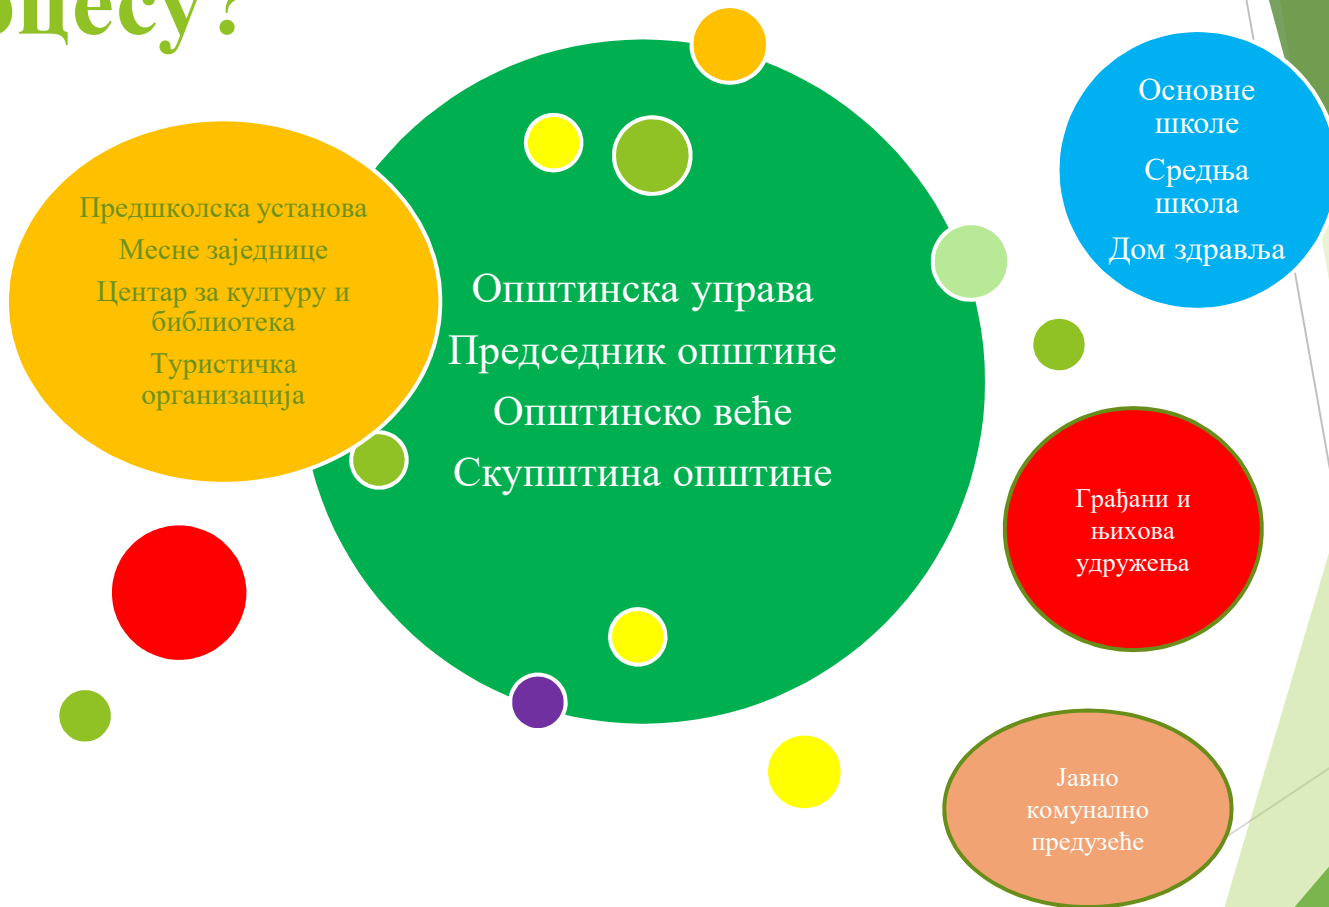 Предшколска установа
Месне заједнице
Центар за културу и
библиотека
Туристичка
организација
Општинска управа
Председник општине
Општинско веће
Скупштина општине
Основне
школе
Средња
школа
Дом здравља
Грађани и
њихова
удружења
Јавно
комунално
предузеће